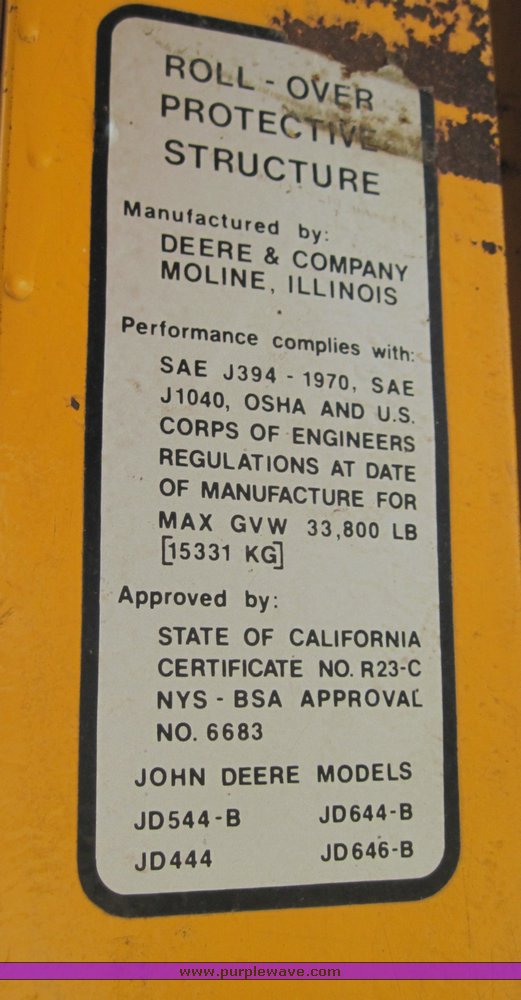 ROLL - OVER
PROTECTIVE
STRUCTURE
Manufactured by:
DEERE & COMPANY
MOLINE, ILLINOIS
Performance complies with:
SAE J394 - 1970, SAE
J1040, OSHA AND U.S.
CORPS OF ENGINEERS
REGULATIONS AT DATE
OF MANUFACTURE FOR
MAX GVW 33,800 LB
[15331 KG]
Approved by:
STATE OF CALIFORNIA
CERTIFICATE NO. R23-C
NYS - BSA APPROVAL
NO. 6683
JOHN DEERE MODELS
JD544-B JD644-B
JD444 JD646-B
www.purplewave.com